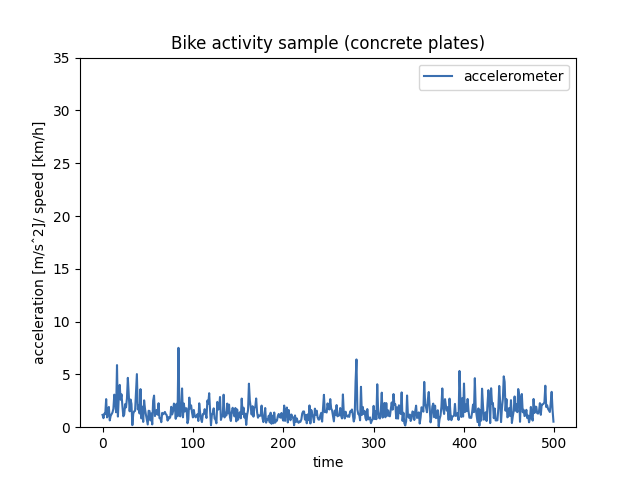 Bike activity sample (concrete plates)
accelerometer
35
30
25
20
15
10
5
0
acceleration [m/sˆ2]/ speed [km/h]
0 100 200 300 400 500
time